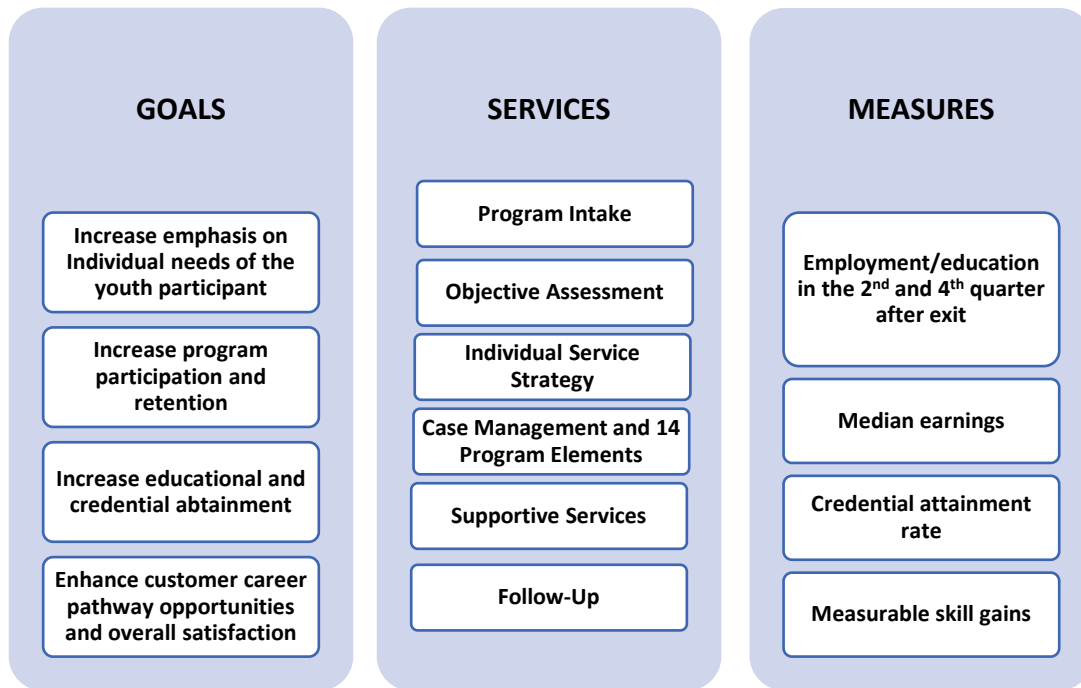 GOALS
Increase emphasis on
Individual needs of the
youth participant
Increase program
participation and
retention
Increase educational and
credential abtainment
Enhance customer career
pathway opportunities
and overall satisfaction
SERVICES
Program Intake
Objective Assessment
Individual Service
Strategy
Case Management and 14
Program Elements
Supportive Services
Follow-Up
MEASURES
Employment/education
in the 2nd and 4th quarter
after exit
Median earnings
Credential attainment
rate
Measurable skill gains